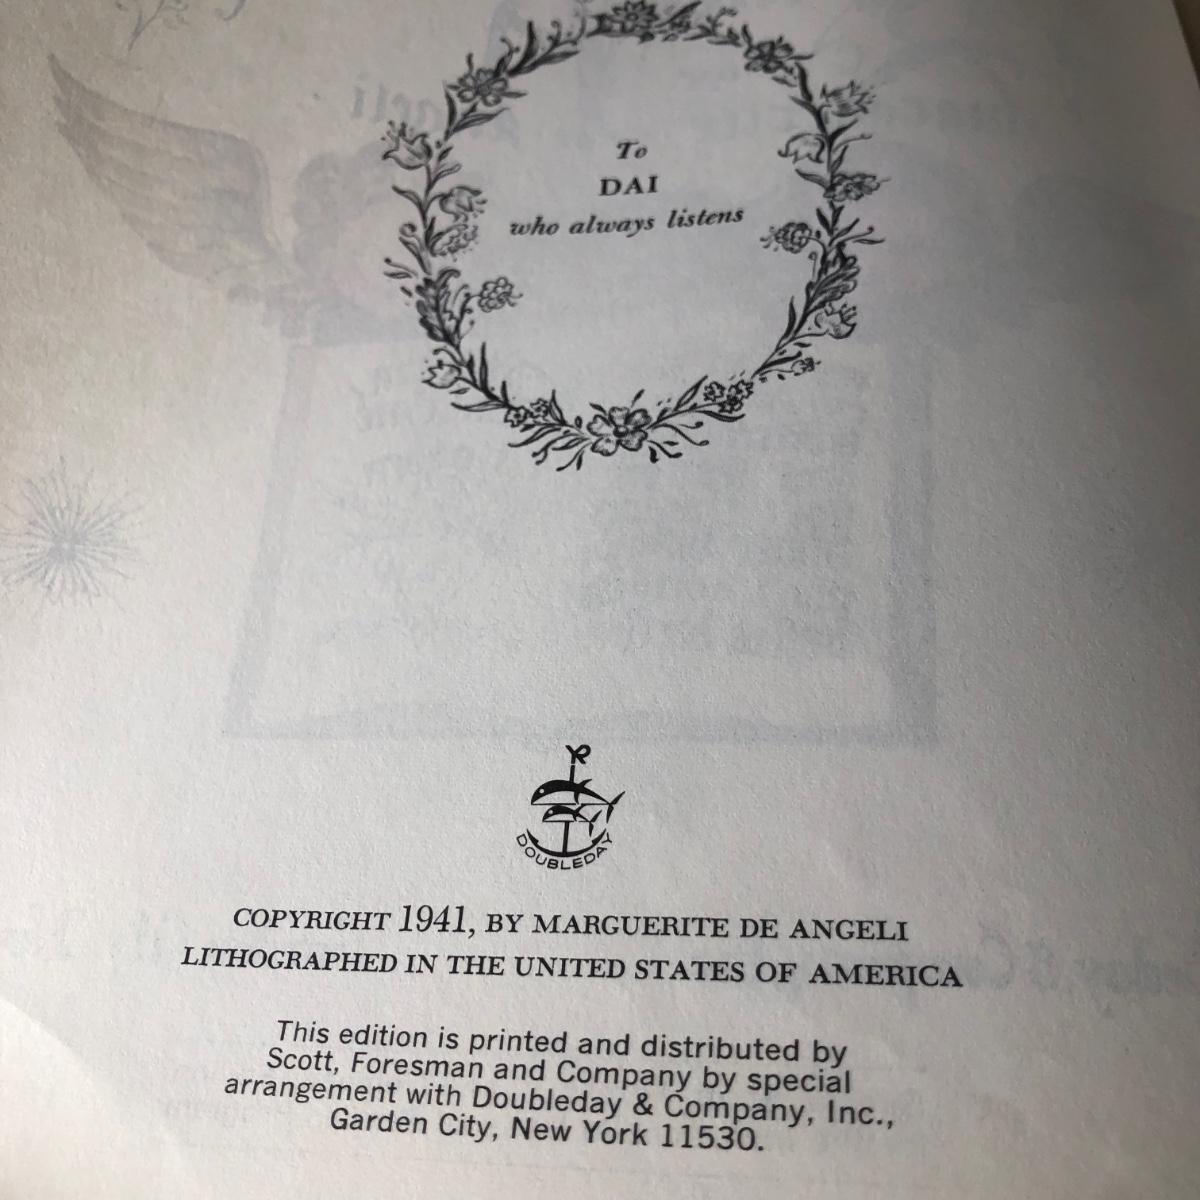 To
DAI
who always listens
DOUBLEDAY
COPYRIGHT 1941, BY MARGUERITE DE ANGELI
LITHOGRAPHED IN THE UNITED STATES OF AMERICA
This edition is printed and distributed by
Scott, Foresman and Company by special
arrangement with Doubleday & Company, Inc.,
Garden City, New York 11530.